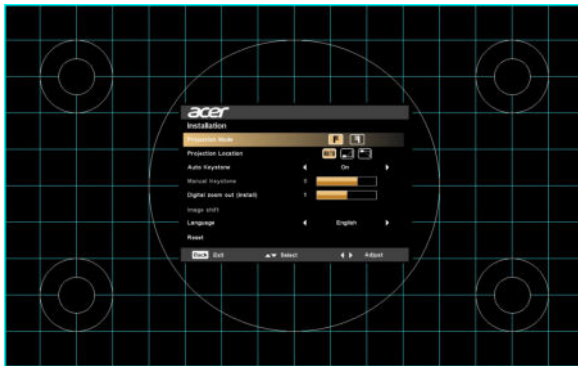 acer
Installation
Projection Mode
Projection Location
Auto Keystone On
Manual Keystone 0
Digital zoom out (Install)
Image shift
Language English
Reset
Back Exit Select Adjust